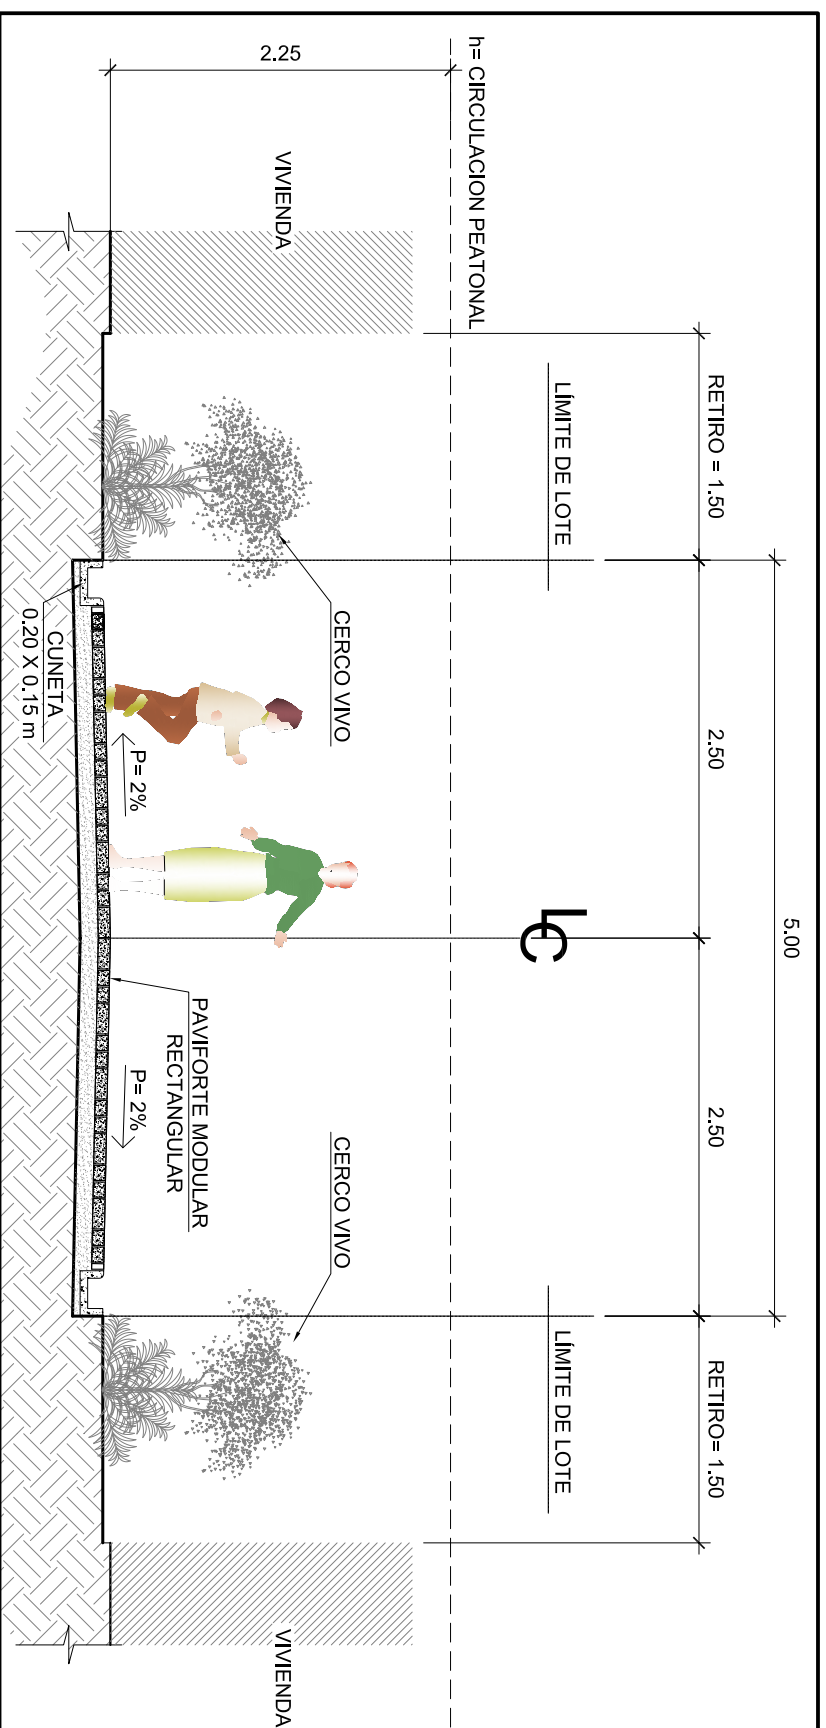 5.00
RETIRO = 1.50
2.50
2.50
RETIRO= 1.50
LÍMITE DE LOTE
LC
LÍMITE DE LOTE
h= CIRCULACION PEATONAL
2.25
VIVIENDA
CERCO VIVO
CERCO VIVO
VIVIENDA
PAVIFORTE MODULAR
RECTANGULAR
P= 2%
P= 2%
CUNETA
0.20 X 0.15 m